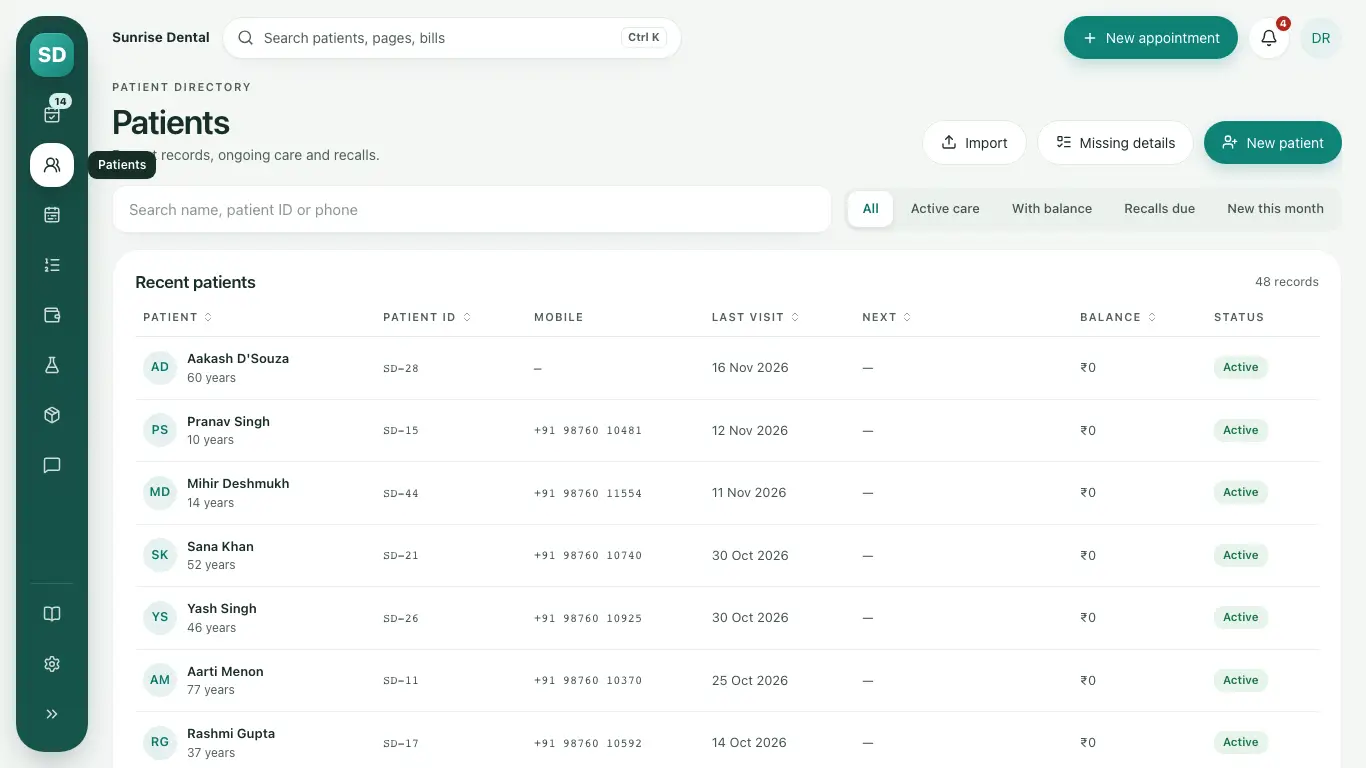 SD
Sunrise Dental
Search patients, pages, bills
Ctrl K
New appointment
4
DR
14
PATIENT DIRECTORY
Patients
Patients
records, ongoing care and recalls.
Import
Missing details
New patient
Search name, patient ID or phone
All
Active care
With balance
Recalls due
New this month
Recent patients
48 records
PATIENT PATIENT ID MOBILE LAST VISIT NEXT BALANCE STATUS
AD Aakash D'Souza SD-28 — 16 Nov 2026 — ₹0 Active
60 years
PS Pranav Singh SD-15 +91 98760 10481 12 Nov 2026 — ₹0 Active
10 years
MD Mihir Deshmukh SD-44 +91 98760 11554 11 Nov 2026 — ₹0 Active
14 years
SK Sana Khan SD-21 +91 98760 10740 30 Oct 2026 — ₹0 Active
52 years
YS Yash Singh SD-26 +91 98760 10925 30 Oct 2026 — ₹0 Active
46 years
AM Aarti Menon SD-11 +91 98760 10370 25 Oct 2026 — ₹0 Active
77 years
RG Rashmi Gupta SD-17 +91 98760 10592 14 Oct 2026 — ₹0 Active
37 years